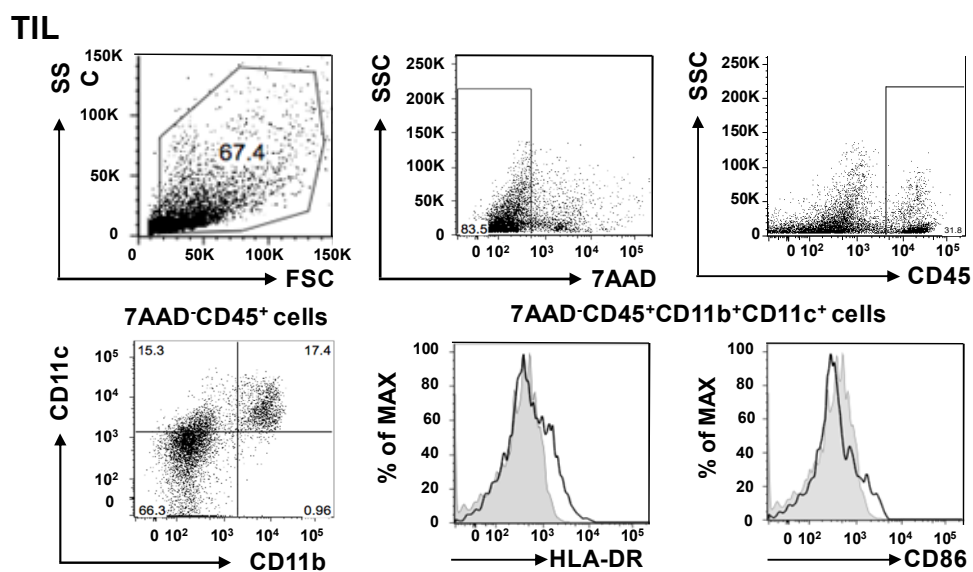 TIL
SS
C
150K
100K
50K
0
67.4
0
50K
100K
150K
FSC
SSC
250K
200K
150K
100K
50K
0
83.5
0 10² 10³ 10⁴ 10⁵
7AAD
SSC
250K
200K
150K
100K
50K
0
31.8
0 10² 10³ 10⁴ 10⁵
CD45
7AAD⁻CD45⁺ cells
CD11c
10⁵
10⁴
10³
10²
0
15.3
17.4
66.3
0.96
0 10² 10³ 10⁴ 10⁵
CD11b
7AAD⁻CD45⁺CD11b⁺CD11c⁺ cells
% of MAX
100
80
60
40
20
0
0 10² 10³ 10⁴ 10⁵
HLA-DR
% of MAX
100
80
60
40
20
0
0 10² 10³ 10⁴ 10⁵
CD86